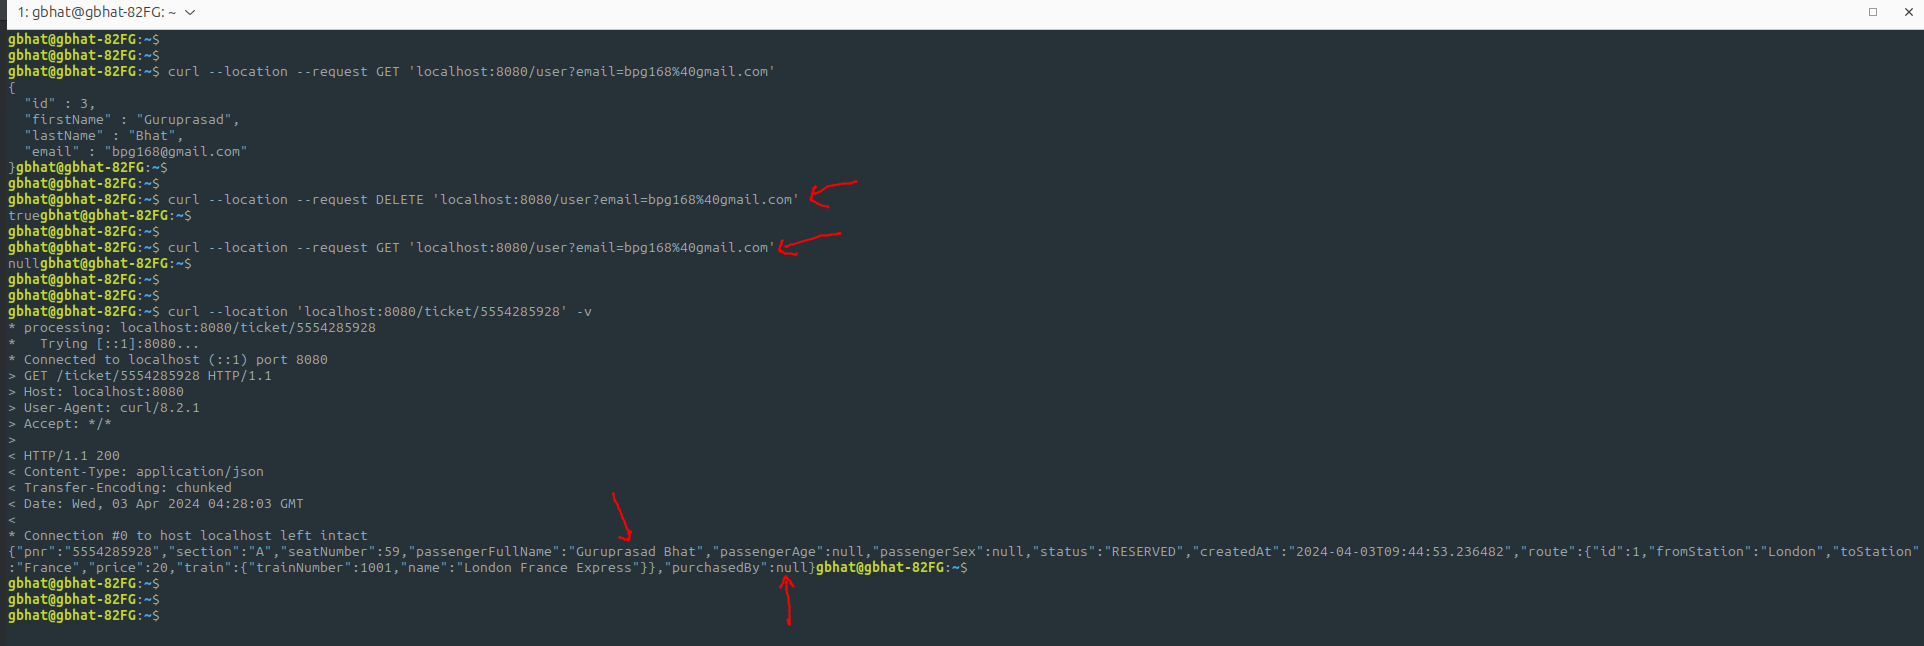 1: gbhat@gbhat-82FG: ~
gbhat@gbhat-82FG:~$
gbhat@gbhat-82FG:~$
gbhat@gbhat-82FG:~$ curl --location --request GET 'localhost:8080/user?email=bpg168%40gmail.com'
{
  "id" : 3,
  "firstName" : "Guruprasad",
  "lastName" : "Bhat",
  "email" : "bpg168@gmail.com"
}gbhat@gbhat-82FG:~$
gbhat@gbhat-82FG:~$
gbhat@gbhat-82FG:~$ curl --location --request DELETE 'localhost:8080/user?email=bpg168%40gmail.com'
truegbhat@gbhat-82FG:~$
gbhat@gbhat-82FG:~$
gbhat@gbhat-82FG:~$ curl --location --request GET 'localhost:8080/user?email=bpg168%40gmail.com'
nullgbhat@gbhat-82FG:~$
gbhat@gbhat-82FG:~$
gbhat@gbhat-82FG:~$
gbhat@gbhat-82FG:~$ curl --location 'localhost:8080/ticket/5554285928' -v
* processing: localhost:8080/ticket/5554285928
*   Trying [::1]:8080...
* Connected to localhost (::1) port 8080
> GET /ticket/5554285928 HTTP/1.1
> Host: localhost:8080
> User-Agent: curl/8.2.1
> Accept: */*
>
< HTTP/1.1 200
< Content-Type: application/json
< Transfer-Encoding: chunked
< Date: Wed, 03 Apr 2024 04:28:03 GMT
<
* Connection #0 to host localhost left intact
{"pnr":"5554285928","section":"A","seatNumber":59,"passengerFullName":"Guruprasad Bhat","passengerAge":null,"passengerSex":null,"status":"RESERVED","createdAt":"2024-04-03T09:44:53.236482","route":{"id":1,"fromStation":"London","toStation"
:"France","price":20,"train":{"trainNumber":1001,"name":"London France Express"}},"purchasedBy":null}gbhat@gbhat-82FG:~$
gbhat@gbhat-82FG:~$
gbhat@gbhat-82FG:~$
gbhat@gbhat-82FG:~$